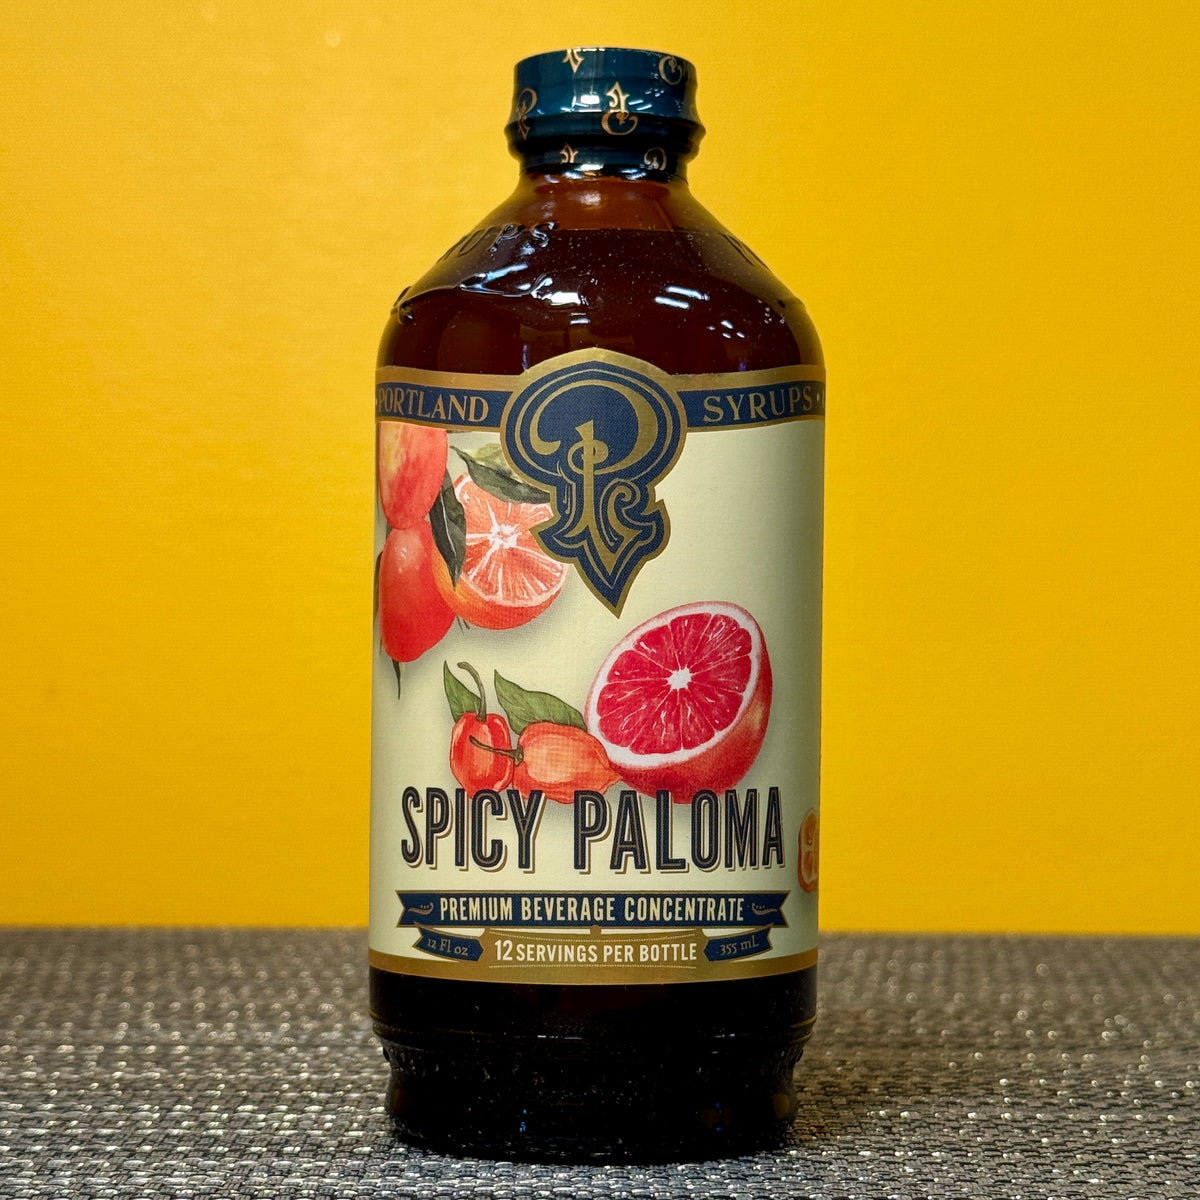 PORTLAND SYRUPS
SPICY PALOMA
PREMIUM BEVERAGE CONCENTRATE
12 Fl oz 12 SERVINGS PER BOTTLE 355 mL